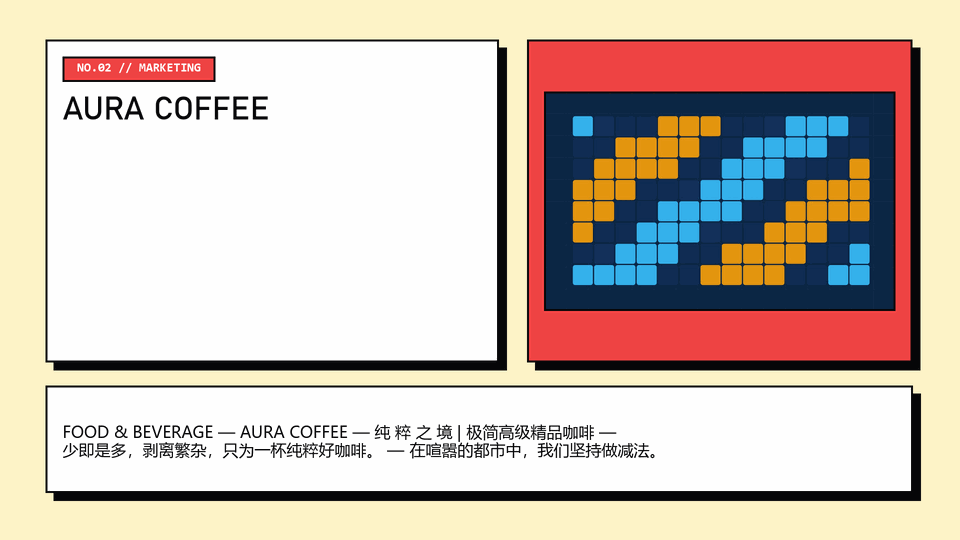 NO.02 // MARKETING
AURA COFFEE
FOOD & BEVERAGE — AURA COFFEE — 纯 粹 之 境 | 极简高级精品咖啡 —
少即是多，剥离繁杂，只为一杯纯粹好咖啡。 — 在喧嚣的都市中，我们坚持做减法。